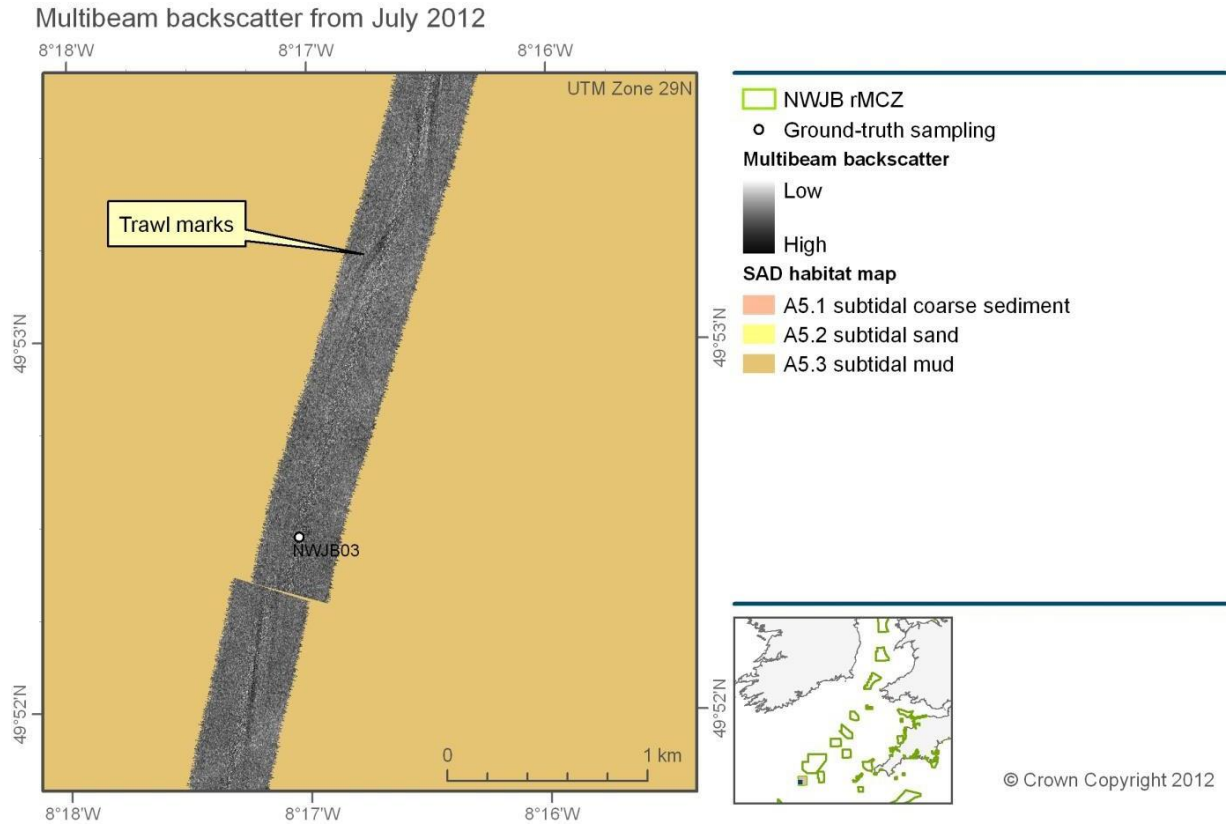 Multibeam backscatter from July 2012
8°18'W 8°17'W 8°16'W
UTM Zone 29N
Trawl marks
49°53'N 49°53'N
NWJB03
49°52'N 49°52'N
0 1 km
8°18'W 8°17'W 8°16'W
NWJB rMCZ
Ground-truth sampling
Multibeam backscatter
Low
High
SAD habitat map
A5.1 subtidal coarse sediment
A5.2 subtidal sand
A5.3 subtidal mud
© Crown Copyright 2012